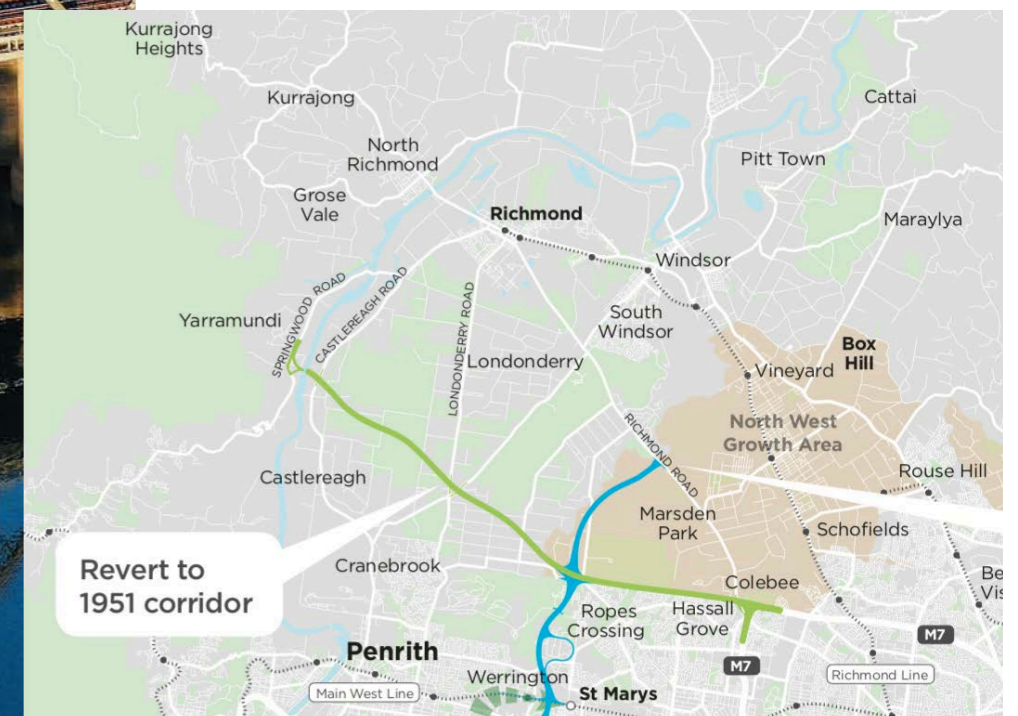 Kurrajong
Heights
Kurrajong
Cattai
North
Richmond
Pitt Town
Grose
Vale
Richmond
Maraylya
Windsor
SPRINGWOOD ROAD
CASTLEREAGH ROAD
LONDONDERRY ROAD
Yarramundi
South
Windsor
Londonderry
Box
Hill
Vineyard
RICHMOND ROAD
North West
Growth Area
Castlereagh
Rouse Hill
Marsden
Park
Schofields
Revert to
1951 corridor
Cranebrook
Colebee
Be
Vis
Ropes
Crossing
Hassall
Grove
M7
Penrith
M7
Werrington
Richmond Line
Main West Line
St Marys